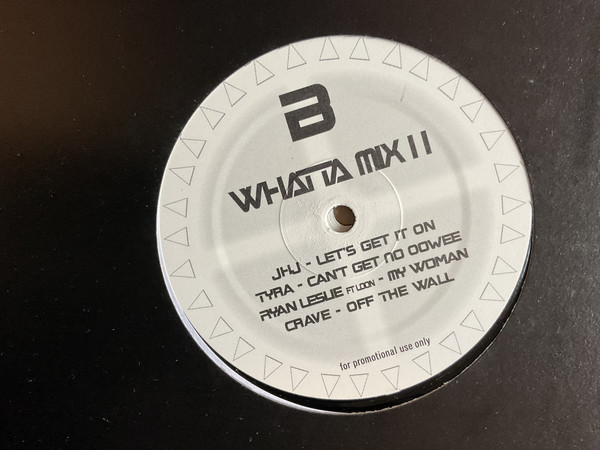 B
WHATTA MIX 11
JHJ - LET'S GET IT ON
TYRA - CAN'T GET NO OOWEE
RYAN LESLIE FT LOON - MY WOMAN
CRAVE - OFF THE WALL
for promotional use only